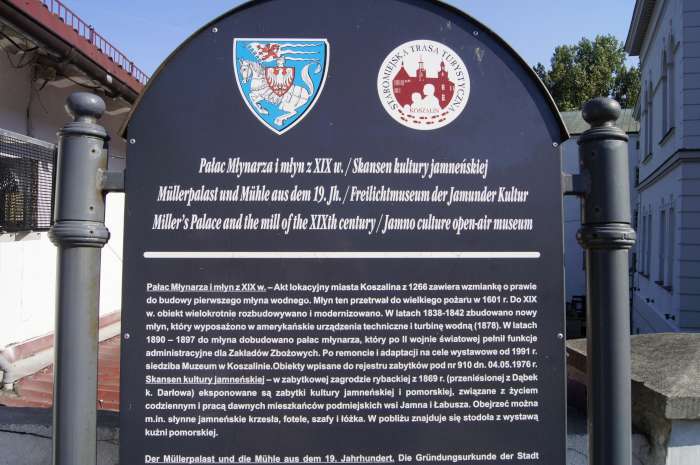 STAROMIEJSKA TRASA TURYSTYCZNA
KOSZALIN
Pałac Młynarza i młyn z XIX w. / Skansen kultury jamneńskiej
Müllerpalast und Mühle aus dem 19. Jh. / Freilichtmuseum der Jamunder Kultur
Miller's Palace and the mill of the XIXth century / Jamno culture open-air museum
Pałac Młynarza i młyn z XIX w. – Akt lokacyjny miasta Koszalina z 1266 zawiera wzmiankę o prawie
do budowy pierwszego młyna wodnego. Młyn ten przetrwał do wielkiego pożaru w 1601 r. Do XIX
w. obiekt wielokrotnie rozbudowywano i modernizowano. W latach 1838-1842 zbudowano nowy
młyn, który wyposażono w amerykańskie urządzenia techniczne i turbinę wodną (1878). W latach
1890 – 1897 do młyna dobudowano pałac młynarza, który po II wojnie światowej pełnił funkcje
administracyjne dla Zakładów Zbożowych. Po remoncie i adaptacji na cele wystawowe od 1991 r.
siedziba Muzeum w Koszalinie.Obiekty wpisane do rejestru zabytków pod nr 910 dn. 04.05.1976 r.
Skansen kultury jamneńskiej – w zabytkowej zagrodzie rybackiej z 1869 r. (przeniesionej z Dąbek
k. Darłowa) eksponowane są zabytki kultury jamneńskiej i pomorskiej, związane z życiem
codziennym i pracą dawnych mieszkańców podmiejskich wsi Jamna i Łabusza. Obejrzeć można
m.in. słynne jamneńskie krzesła, fotele, szafy i łóżka. W pobliżu znajduje się stodoła z wystawą
kuźni pomorskiej.
Der Müllerpalast und die Mühle aus dem 19. Jahrhundert. Die Gründungsurkunde der Stadt